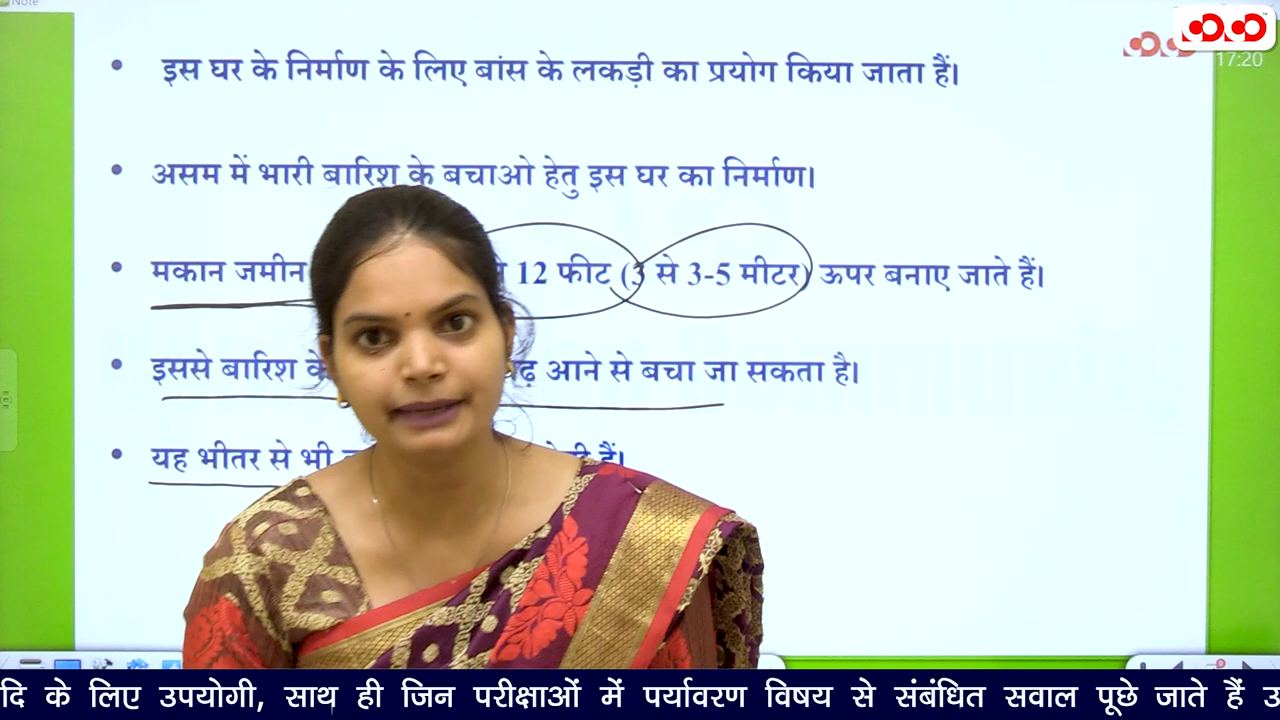 Note
17:20
• इस घर के निर्माण के लिए बांस के लकड़ी का प्रयोग किया जाता हैं।
• असम में भारी बारिश के बचाओ हेतु इस घर का निर्माण।
• मकान जमीन 12 फीट (3 से 3-5 मीटर) ऊपर बनाए जाते हैं।
• इससे बारिश के आने से बचा जा सकता है।
• यह भीतर से भी हैं।
के लिए उपयोगी, साथ ही जिन परीक्षाओं में पर्यावरण विषय से संबंधित सवाल पूछे जाते हैं